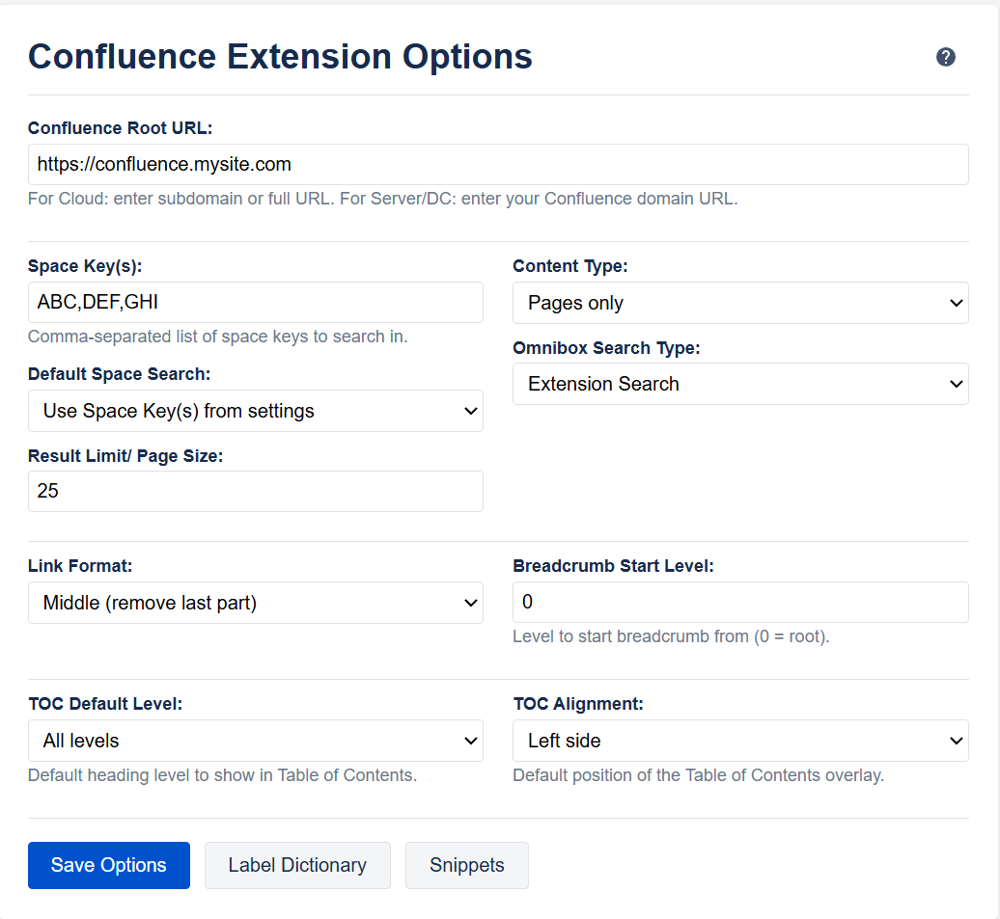 Confluence Extension Options
?
Confluence Root URL:
https://confluence.mysite.com
For Cloud: enter subdomain or full URL. For Server/DC: enter your Confluence domain URL.
Space Key(s):
ABC,DEF,GHI
Comma-separated list of space keys to search in.
Default Space Search:
Use Space Key(s) from settings
Result Limit/ Page Size:
25
Content Type:
Pages only
Omnibox Search Type:
Extension Search
Link Format:
Middle (remove last part)
Breadcrumb Start Level:
0
Level to start breadcrumb from (0 = root).
TOC Default Level:
All levels
Default heading level to show in Table of Contents.
TOC Alignment:
Left side
Default position of the Table of Contents overlay.
Save Options
Label Dictionary
Snippets